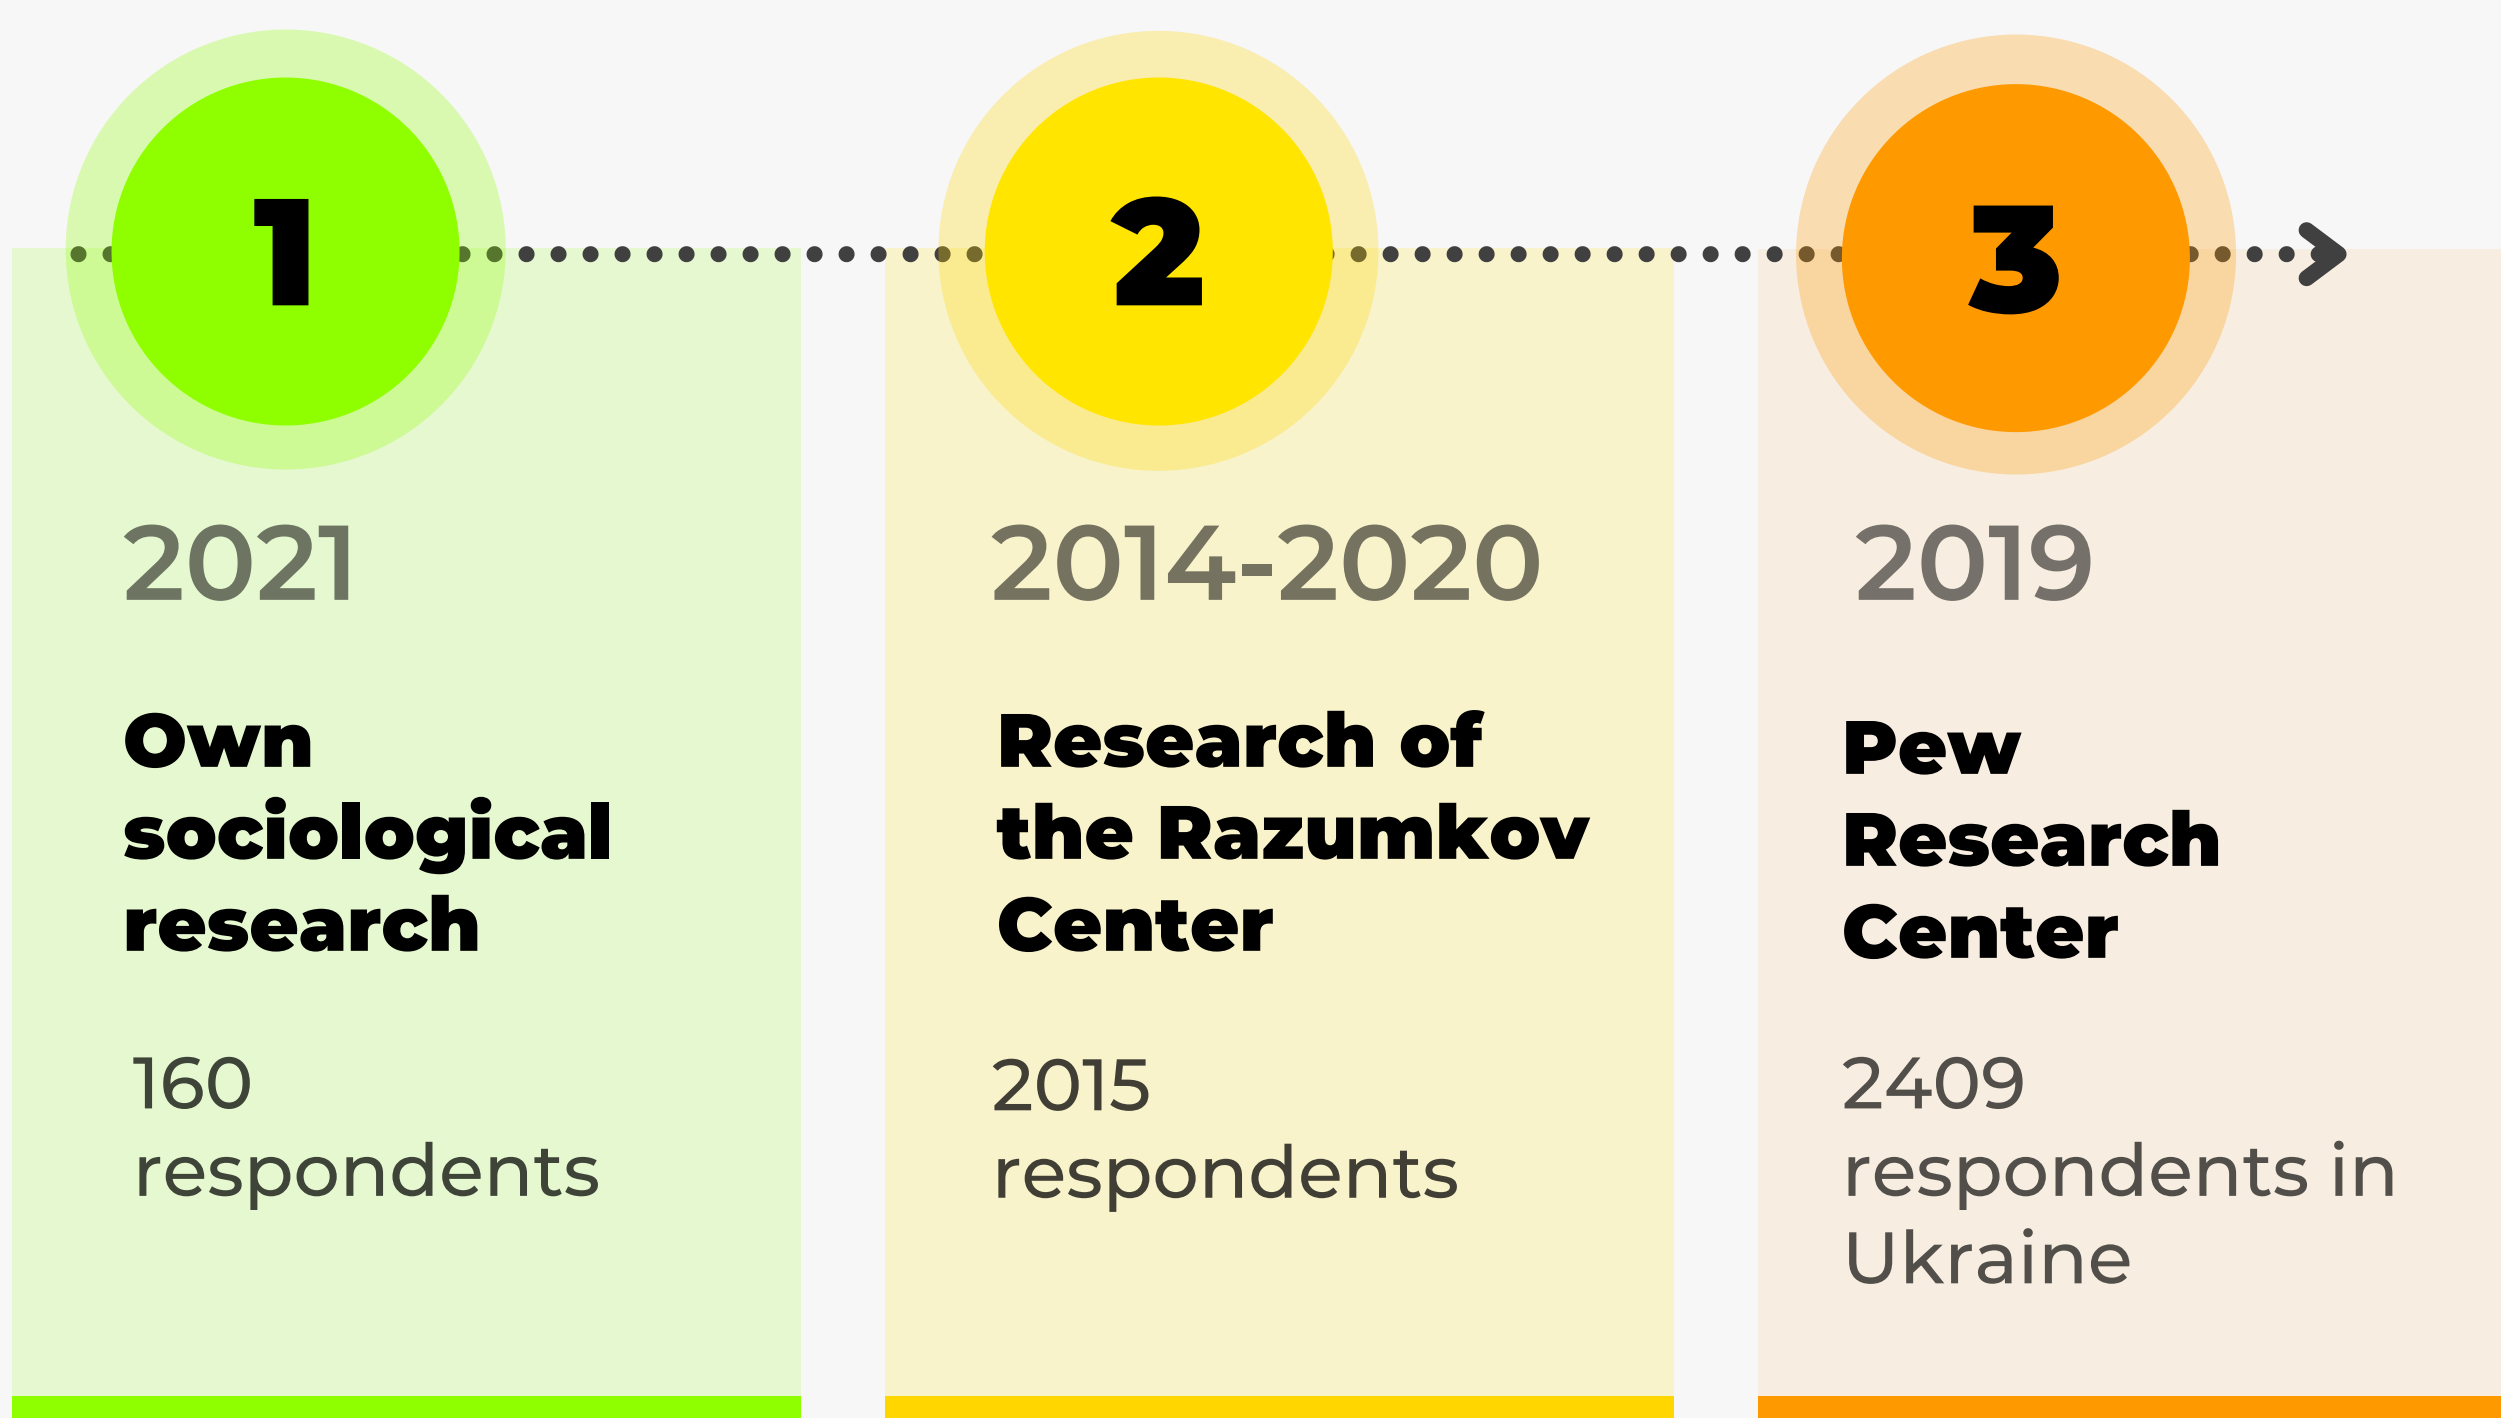 1
2021
Own
sociological
research
160
respondents
2
2014-2020
Research of
the Razumkov
Center
2015
respondents
3
2019
Pew
Research
Center
2409
respondents in
Ukraine